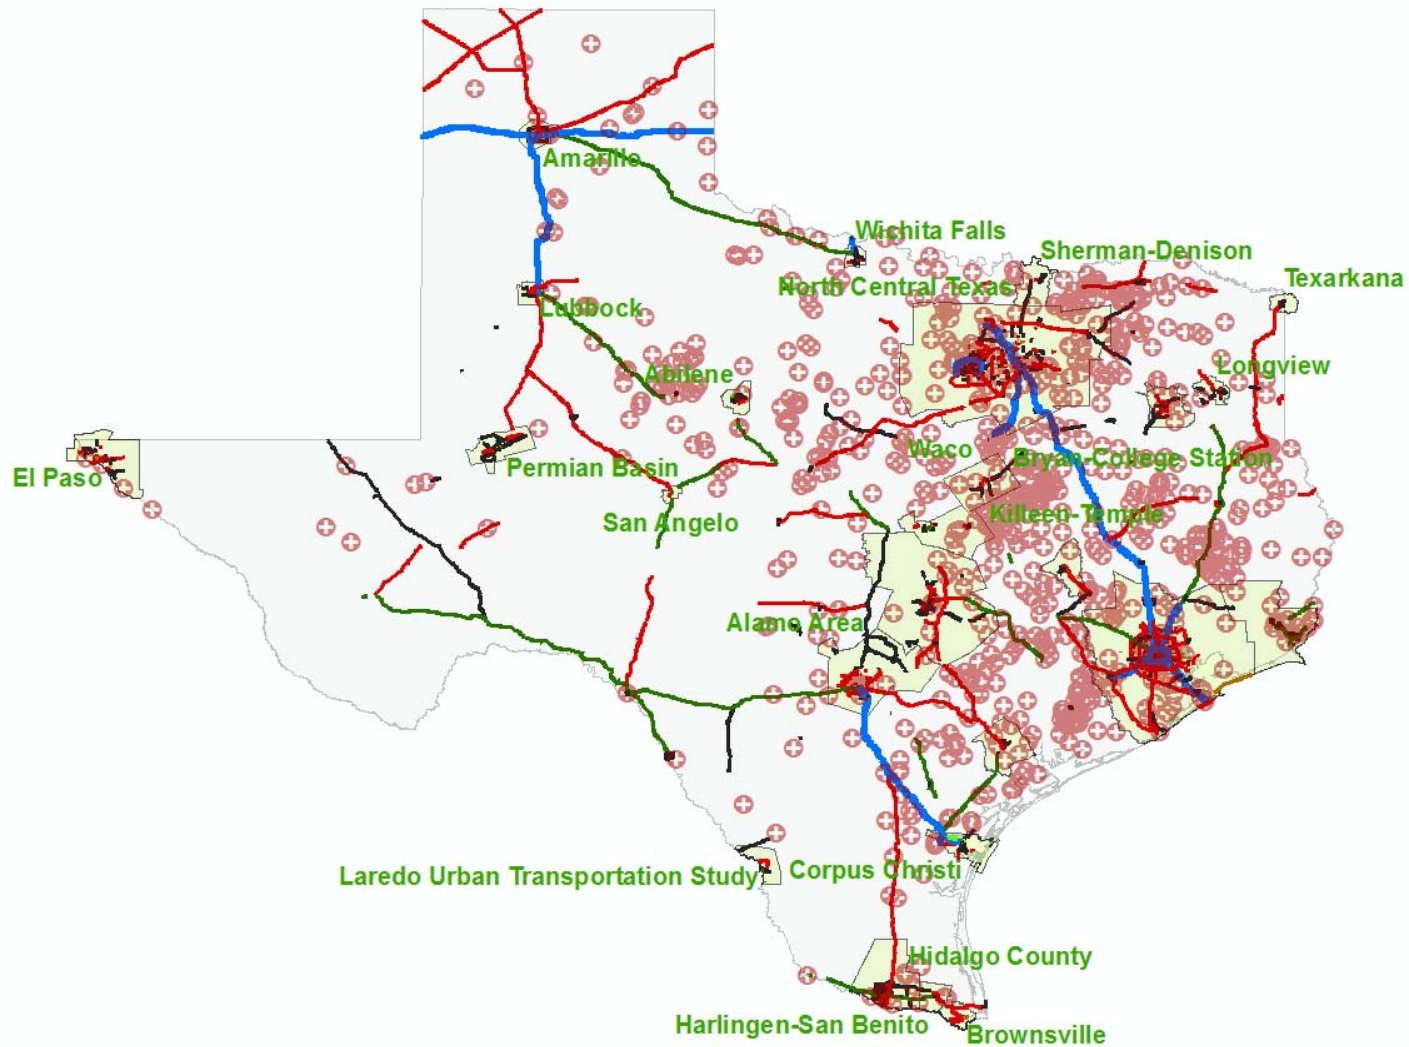 Amarillo
Wichita Falls
Sherman-Denison
Texarkana
North Central Texas
Lubbock
Longview
Abilene
Waco
Bryan-College Station
Permian Basin
El Paso
Killeen-Temple
San Angelo
Alamo Area
Laredo Urban Transportation Study
Corpus Christi
Hidalgo County
Harlingen-San Benito
Brownsville